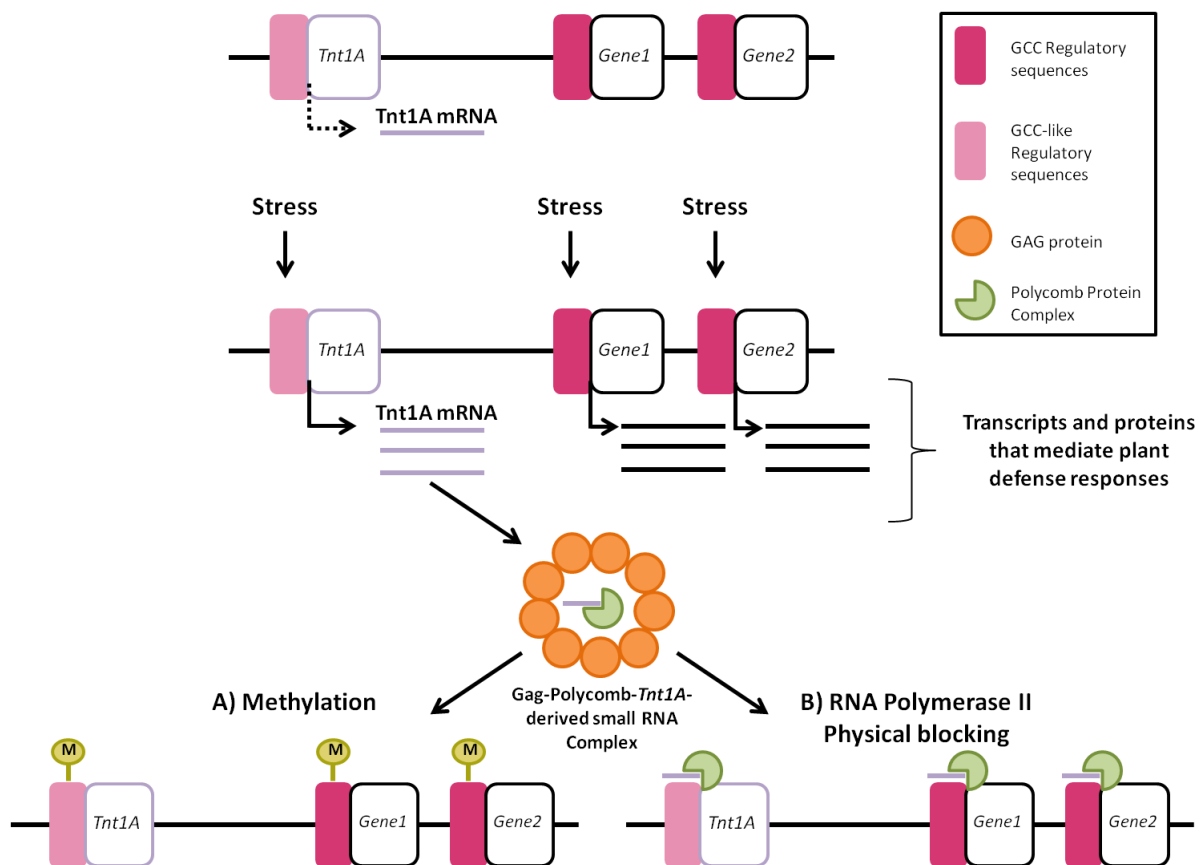 Tnt1A
Gene1
Gene2
Tnt1A mRNA
GCC Regulatory
sequences
GCC-like
Regulatory
sequences
GAG protein
Polycomb Protein
Complex
Stress
Stress
Stress
Tnt1A
Gene1
Gene2
Tnt1A mRNA
Transcripts and proteins
that mediate plant
defense responses
Gag-Polycomb-Tnt1A-
derived small RNA
Complex
A) Methylation
B) RNA Polymerase II
Physical blocking
M
M
M
Tnt1A
Gene1
Gene2
Tnt1A
Gene1
Gene2